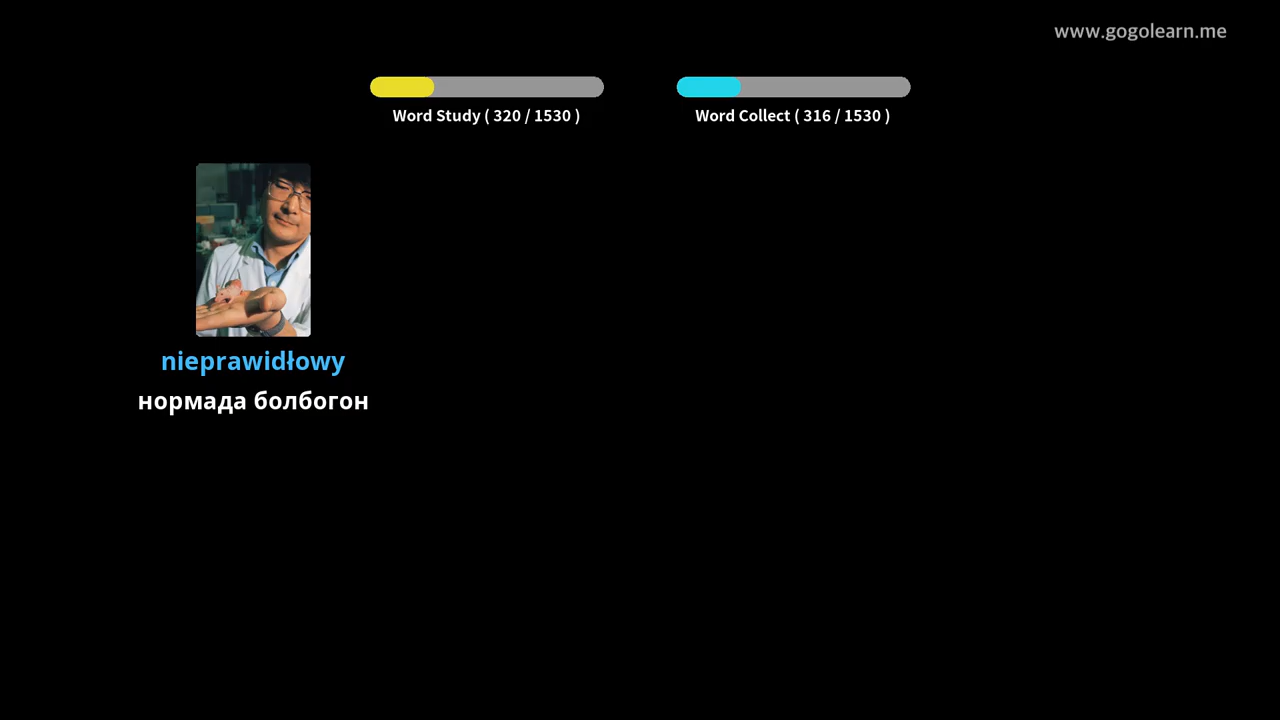 www.gogolearn.me
Word Study ( 320 / 1530 )
Word Collect ( 316 / 1530 )
nieprawidłowy
нормада болбогон